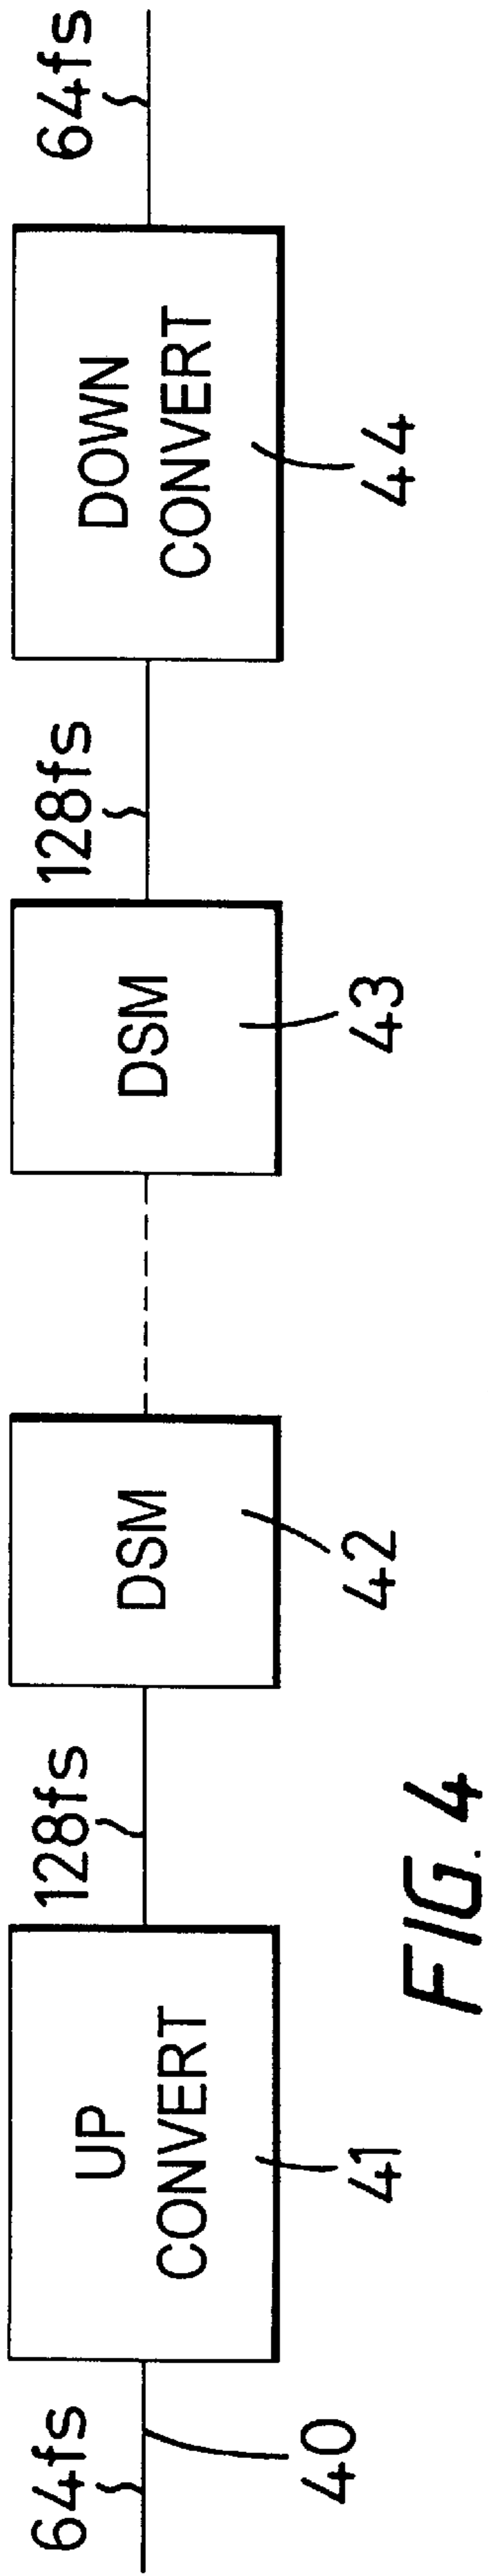 64fs
40
UP
CONVERT
41
128fs
DSM
42
DSM
43
128fs
DOWN
CONVERT
44
64fs
FIG. 4